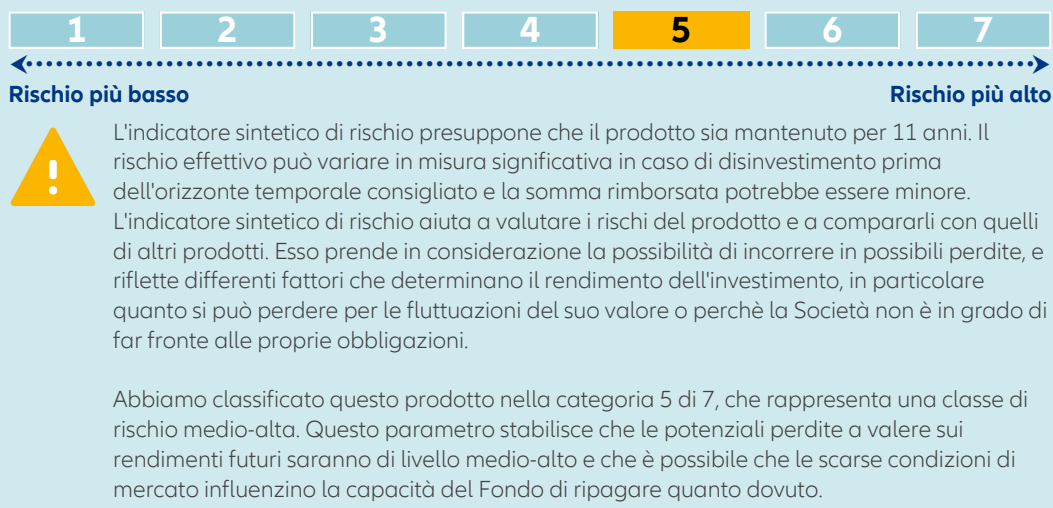 1 2 3 4 5 6 7
Rischio più basso Rischio più alto
L'indicatore sintetico di rischio presuppone che il prodotto sia mantenuto per 11 anni. Il
rischio effettivo può variare in misura significativa in caso di disinvestimento prima
dell'orizzonte temporale consigliato e la somma rimborsata potrebbe essere minore.
L'indicatore sintetico di rischio aiuta a valutare i rischi del prodotto e a compararli con quelli
di altri prodotti. Esso prende in considerazione la possibilità di incorrere in possibili perdite, e
riflette differenti fattori che determinano il rendimento dell'investimento, in particolare
quanto si può perdere per le fluttuazioni del suo valore o perchè la Società non è in grado di
far fronte alle proprie obbligazioni.
Abbiamo classificato questo prodotto nella categoria 5 di 7, che rappresenta una classe di
rischio medio-alta. Questo parametro stabilisce che le potenziali perdite a valere sui
rendimenti futuri saranno di livello medio-alto e che è possibile che le scarse condizioni di
mercato influenzino la capacità del Fondo di ripagare quanto dovuto.